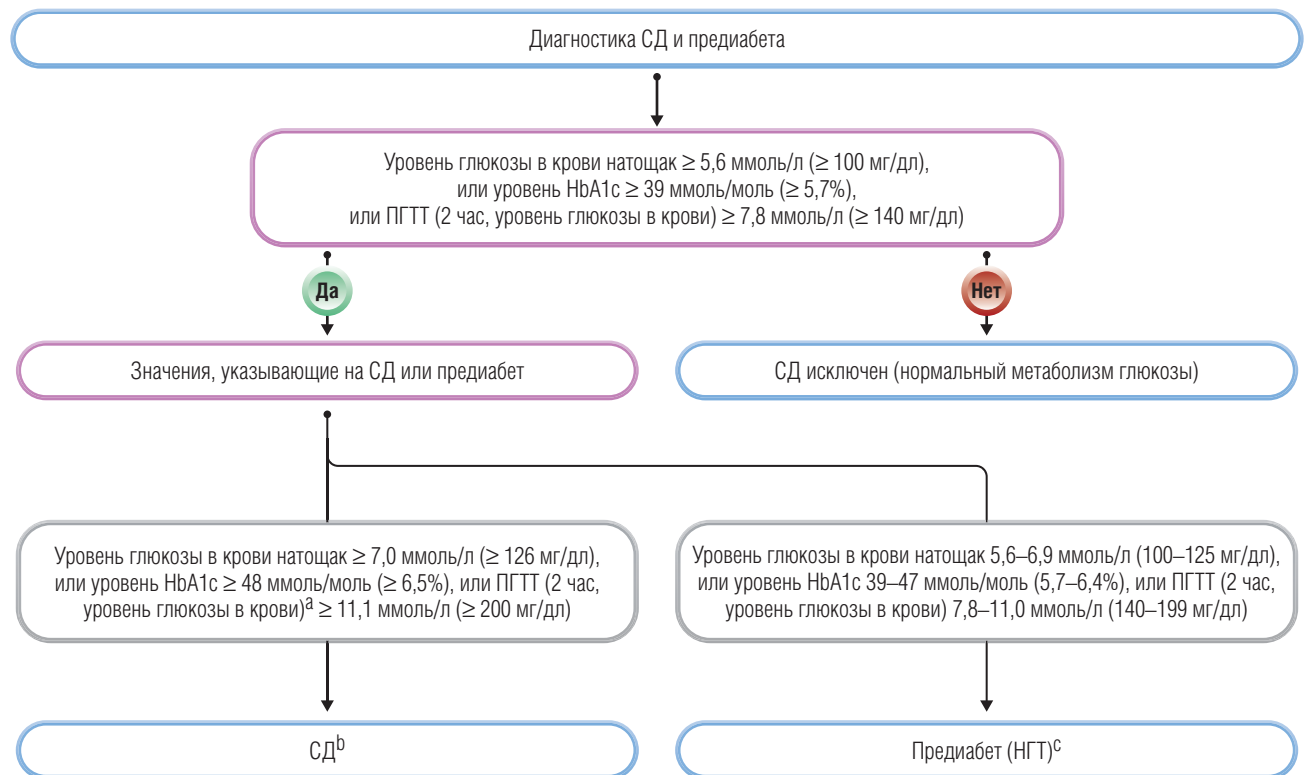 Диагностика СД и предиабета
Уровень глюкозы в крови натощак ≥ 5,6 ммоль/л (≥ 100 мг/дл),
или уровень HbA1c ≥ 39 ммоль/моль (≥ 5,7%),
или ПГТТ (2 час, уровень глюкозы в крови) ≥ 7,8 ммоль/л (≥ 140 мг/дл)
Да
Нет
Значения, указывающие на СД или предиабет
СД исключен (нормальный метаболизм глюкозы)
Уровень глюкозы в крови натощак ≥ 7,0 ммоль/л (≥ 126 мг/дл),
или уровень HbA1c ≥ 48 ммоль/моль (≥ 6,5%), или ПГТТ (2 час,
уровень глюкозы в крови)ª ≥ 11,1 ммоль/л (≥ 200 мг/дл)
Уровень глюкозы в крови натощак 5,6–6,9 ммоль/л (100–125 мг/дл),
или уровень HbA1c 39–47 ммоль/моль (5,7–6,4%), или ПГТТ (2 час,
уровень глюкозы в крови) 7,8–11,0 ммоль/л (140–199 мг/дл)
СДᵇ
Предиабет (НГТ)ᶜ